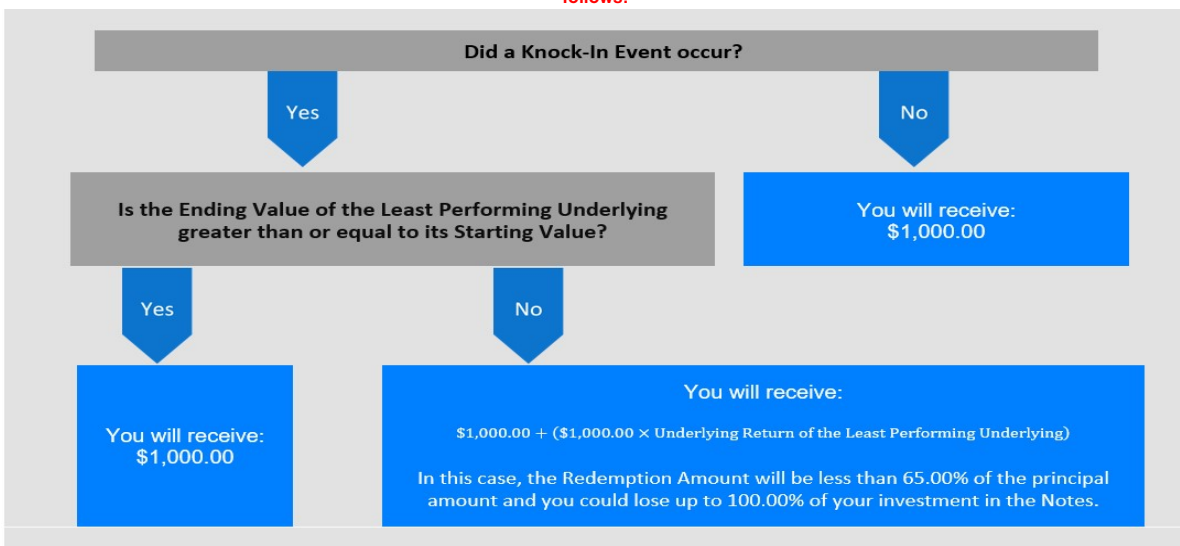 follows:
Did a Knock-In Event occur?
Yes
No
Is the Ending Value of the Least Performing Underlying
greater than or equal to its Starting Value?
You will receive:
$1,000.00
Yes
No
You will receive:
$1,000.00
You will receive:
$1,000.00 + ($1,000.00 × Underlying Return of the Least Performing Underlying)
In this case, the Redemption Amount will be less than 65.00% of the principal
amount and you could lose up to 100.00% of your investment in the Notes.